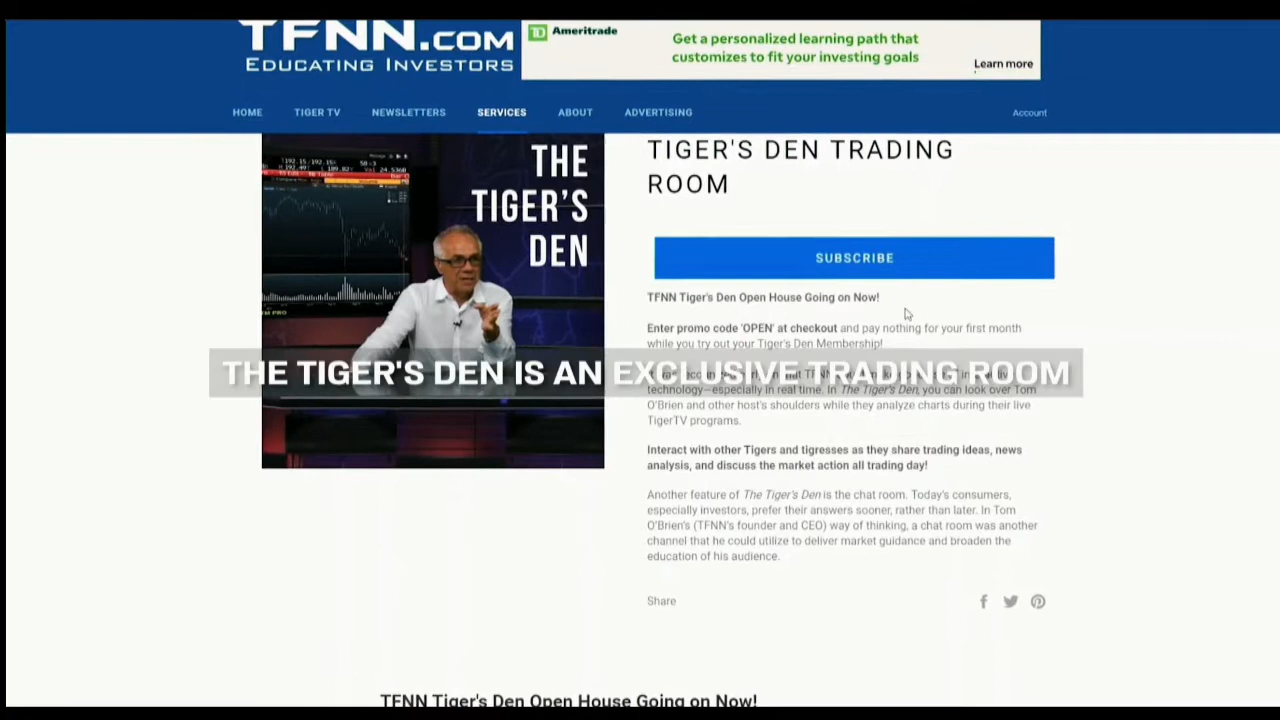 TFNN.COM
EDUCATING INVESTORS
TD Ameritrade
Get a personalized learning path that
customizes to fit your investing goals
Learn more
HOME
TIGER TV
NEWSLETTERS
SERVICES
ABOUT
ADVERTISING
Account
THE
TIGER'S
DEN
TIGER'S DEN TRADING
ROOM
SUBSCRIBE
TFNN Tiger's Den Open House Going on Now!
Enter promo code 'OPEN' at checkout and pay nothing for your first month
while you try out your Tiger's Den Membership!
THE TIGER'S DEN IS AN EXCLUSIVE TRADING ROOM
technology—especially in real time. In The Tiger's Den, you can look over Tom
O'Brien and other host's shoulders while they analyze charts during their live
TigerTV programs.
Interact with other Tigers and tigresses as they share trading ideas, news
analysis, and discuss the market action all trading day!
Another feature of The Tiger's Den is the chat room. Today's consumers,
especially investors, prefer their answers sooner, rather than later. In Tom
O'Brien's (TFNN's founder and CEO) way of thinking, a chat room was another
channel that he could utilize to deliver market guidance and broaden the
education of his audience.
Share
TFNN Tiger's Den Open House Going on Now!